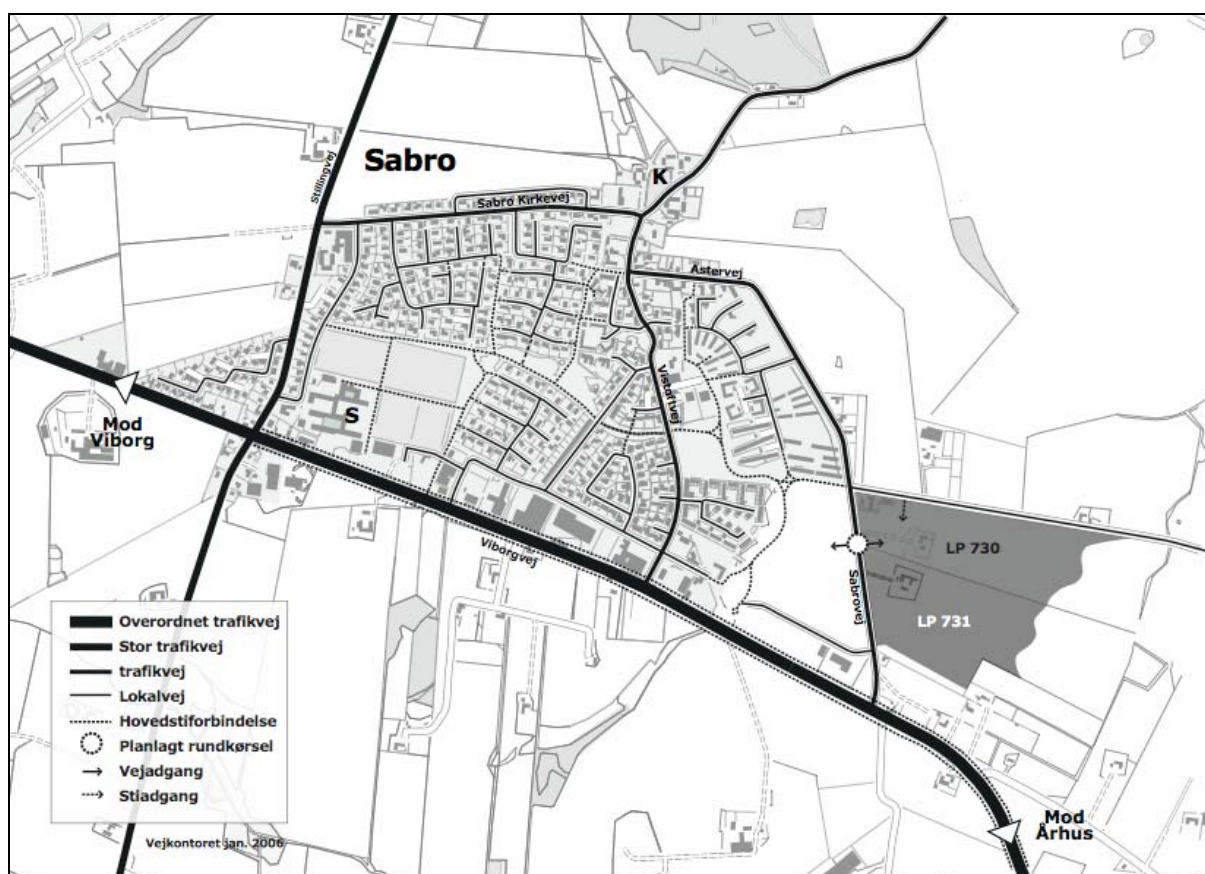 Sabro
K
Stillingvej
Sabro Kirkevej
Astervej
Mod
Viborg
S
Vistoftvej
Viborgvej
Sabrovej
LP 730
LP 731
Overordnet trafikvej
Stor trafikvej
trafikvej
Lokalvej
Hovedstiforbindelse
Planlagt rundkørsel
Vejadgang
Stiadgang
Vejkontoret jan. 2006
Mod
Århus